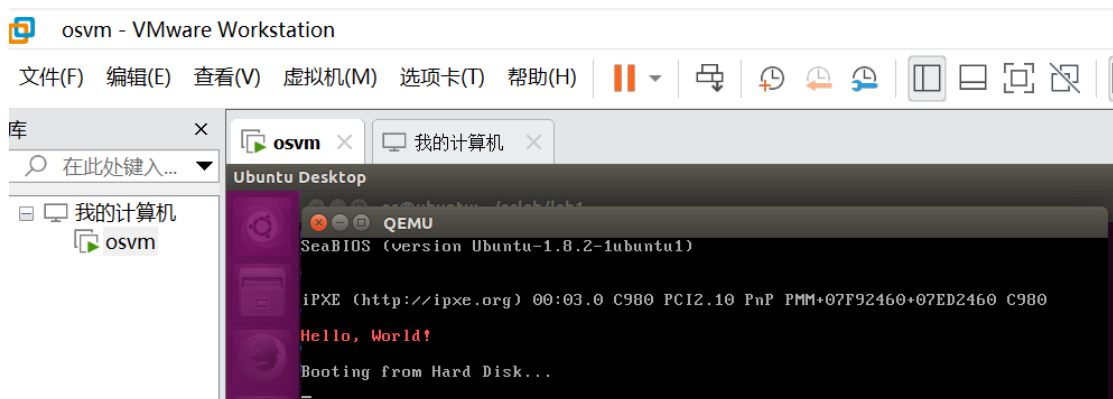 osvm - VMware Workstation
文件(F) 编辑(E) 查看(V) 虚拟机(M) 选项卡(T) 帮助(H)
库
osvm 我的计算机
在此处键入...
Ubuntu Desktop
我的计算机
osvm
QEMU
SeaBIOS (version Ubuntu-1.8.2-1ubuntu1)
iPXE (http://ipxe.org) 00:03.0 C980 PCI2.10 PnP PMM+07F92460+07ED2460 C980
Hello, World!
Booting from Hard Disk...